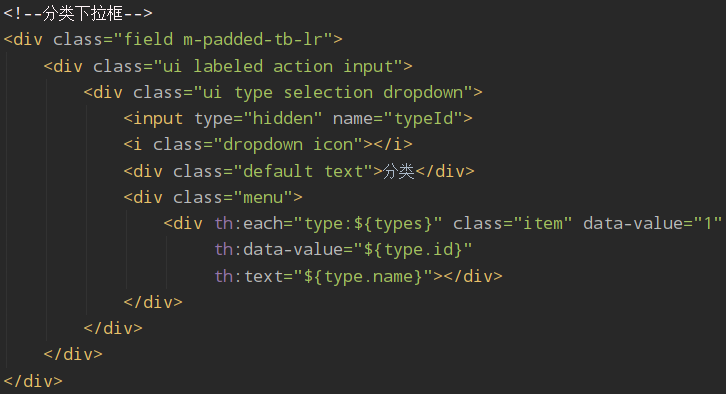 <!--分类下拉框-->
<div class="field m-padded-tb-lr">
    <div class="ui labeled action input">
        <div class="ui type selection dropdown">
            <input type="hidden" name="typeId">
            <i class="dropdown icon"></i>
            <div class="default text">分类</div>
            <div class="menu">
                <div th:each="type:${types}" class="item" data-value="1"
                     th:data-value="${type.id}"
                     th:text="${type.name}"></div>
            </div>
        </div>
    </div>
</div>